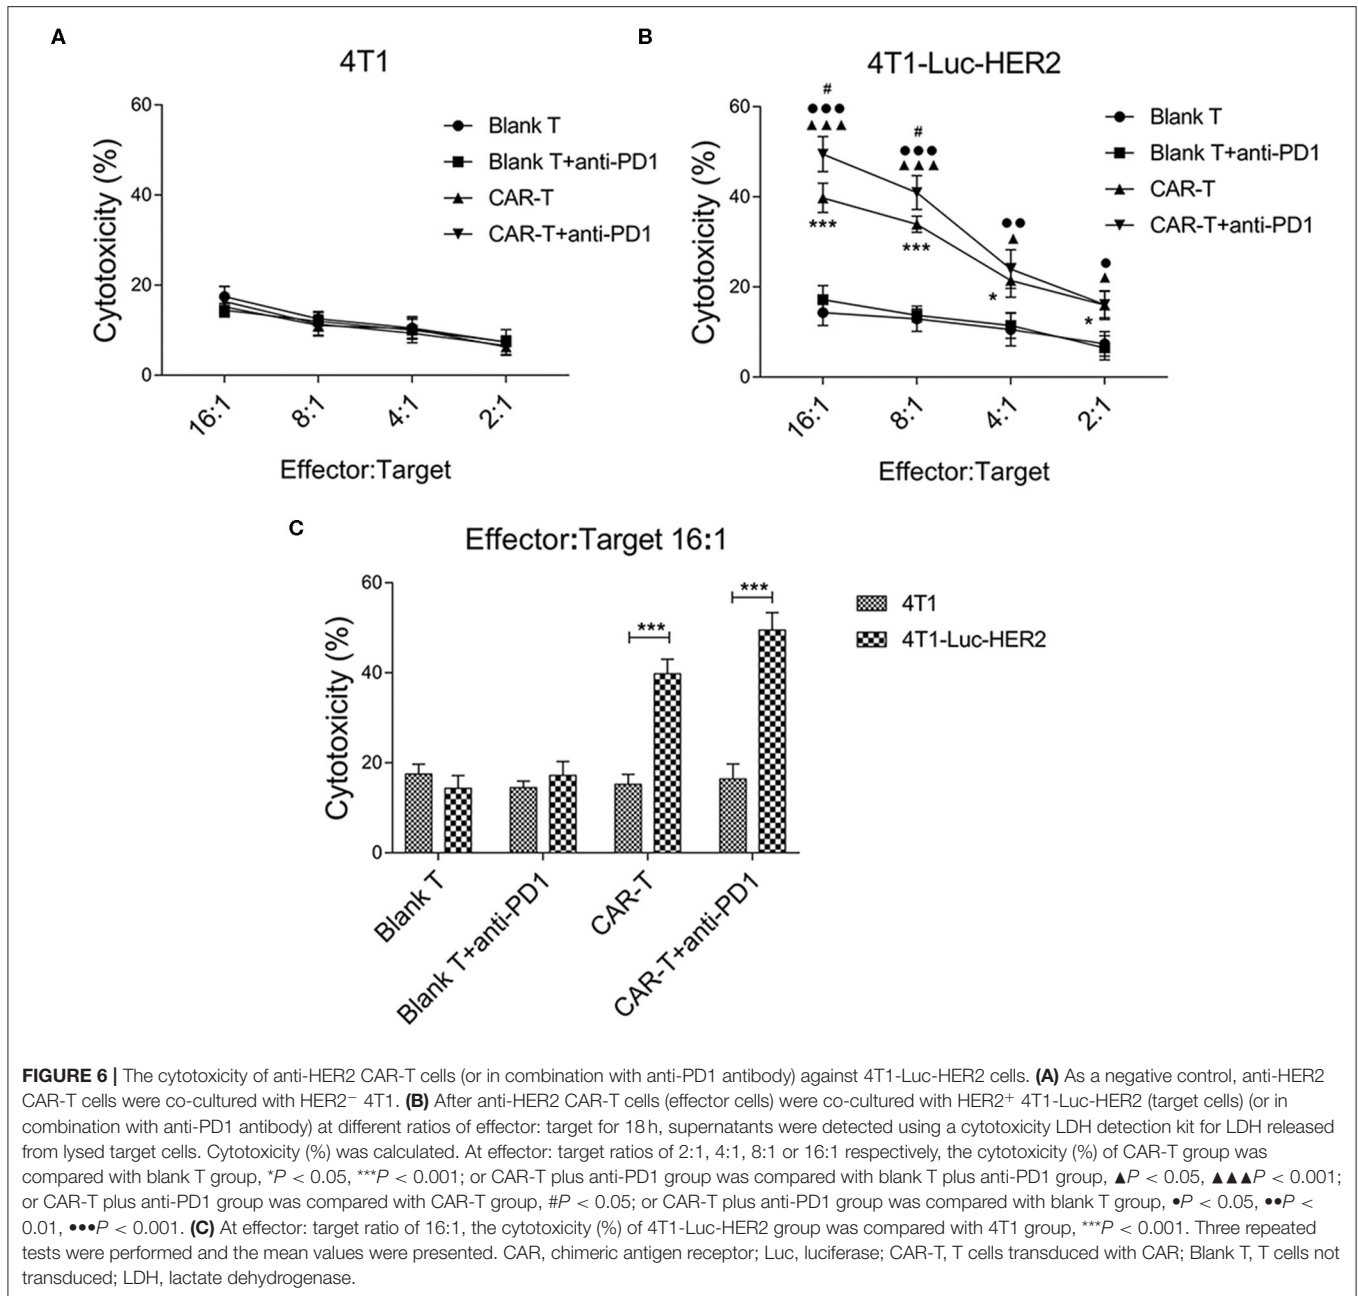 A
4T1
60
40
20
0
Cytotoxicity (%)
16:1
8:1
4:1
2:1
Effector:Target
Blank T
Blank T+anti-PD1
CAR-T
CAR-T+anti-PD1
B
4T1-Luc-HER2
60
40
20
0
Cytotoxicity (%)
#
●●●
▲▲▲
***
#
●●●
▲▲▲
***
●●
▲
*
●
▲
*
16:1
8:1
4:1
2:1
Effector:Target
Blank T
Blank T+anti-PD1
CAR-T
CAR-T+anti-PD1
C
Effector:Target 16:1
60
40
20
0
Cytotoxicity (%)
***
***
Blank T
Blank T+anti-PD1
CAR-T
CAR-T+anti-PD1
4T1
4T1-Luc-HER2
FIGURE 6 | The cytotoxicity of anti-HER2 CAR-T cells (or in combination with anti-PD1 antibody) against 4T1-Luc-HER2 cells. (A) As a negative control, anti-HER2
CAR-T cells were co-cultured with HER2⁻ 4T1. (B) After anti-HER2 CAR-T cells (effector cells) were co-cultured with HER2⁺ 4T1-Luc-HER2 (target cells) (or in
combination with anti-PD1 antibody) at different ratios of effector: target for 18 h, supernatants were detected using a cytotoxicity LDH detection kit for LDH released
from lysed target cells. Cytotoxicity (%) was calculated. At effector: target ratios of 2:1, 4:1, 8:1 or 16:1 respectively, the cytotoxicity (%) of CAR-T group was
compared with blank T group, *P < 0.05, ***P < 0.001; or CAR-T plus anti-PD1 group was compared with blank T plus anti-PD1 group, ▲P < 0.05, ▲▲▲P < 0.001;
or CAR-T plus anti-PD1 group was compared with CAR-T group, #P < 0.05; or CAR-T plus anti-PD1 group was compared with blank T group, •P < 0.05, ••P <
0.01, •••P < 0.001. (C) At effector: target ratio of 16:1, the cytotoxicity (%) of 4T1-Luc-HER2 group was compared with 4T1 group, ***P < 0.001. Three repeated
tests were performed and the mean values were presented. CAR, chimeric antigen receptor; Luc, luciferase; CAR-T, T cells transduced with CAR; Blank T, T cells not
transduced; LDH, lactate dehydrogenase.